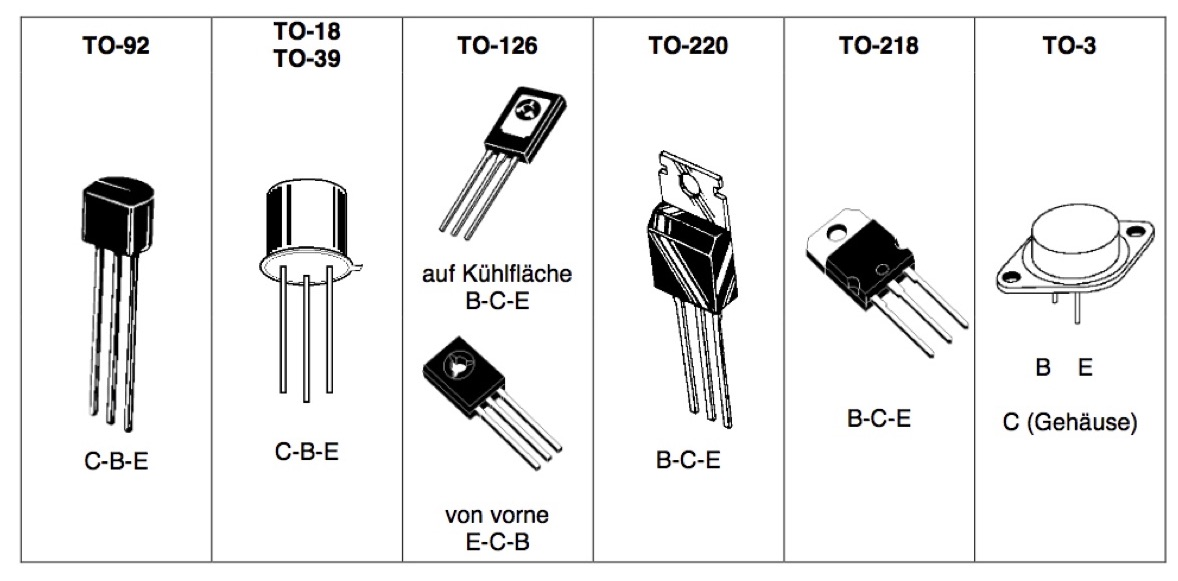 TO-92
C-B-E
TO-18
TO-39
C-B-E
TO-126
auf Kühlfläche
B-C-E
von vorne
E-C-B
TO-220
B-C-E
TO-218
B-C-E
TO-3
B E
C (Gehäuse)